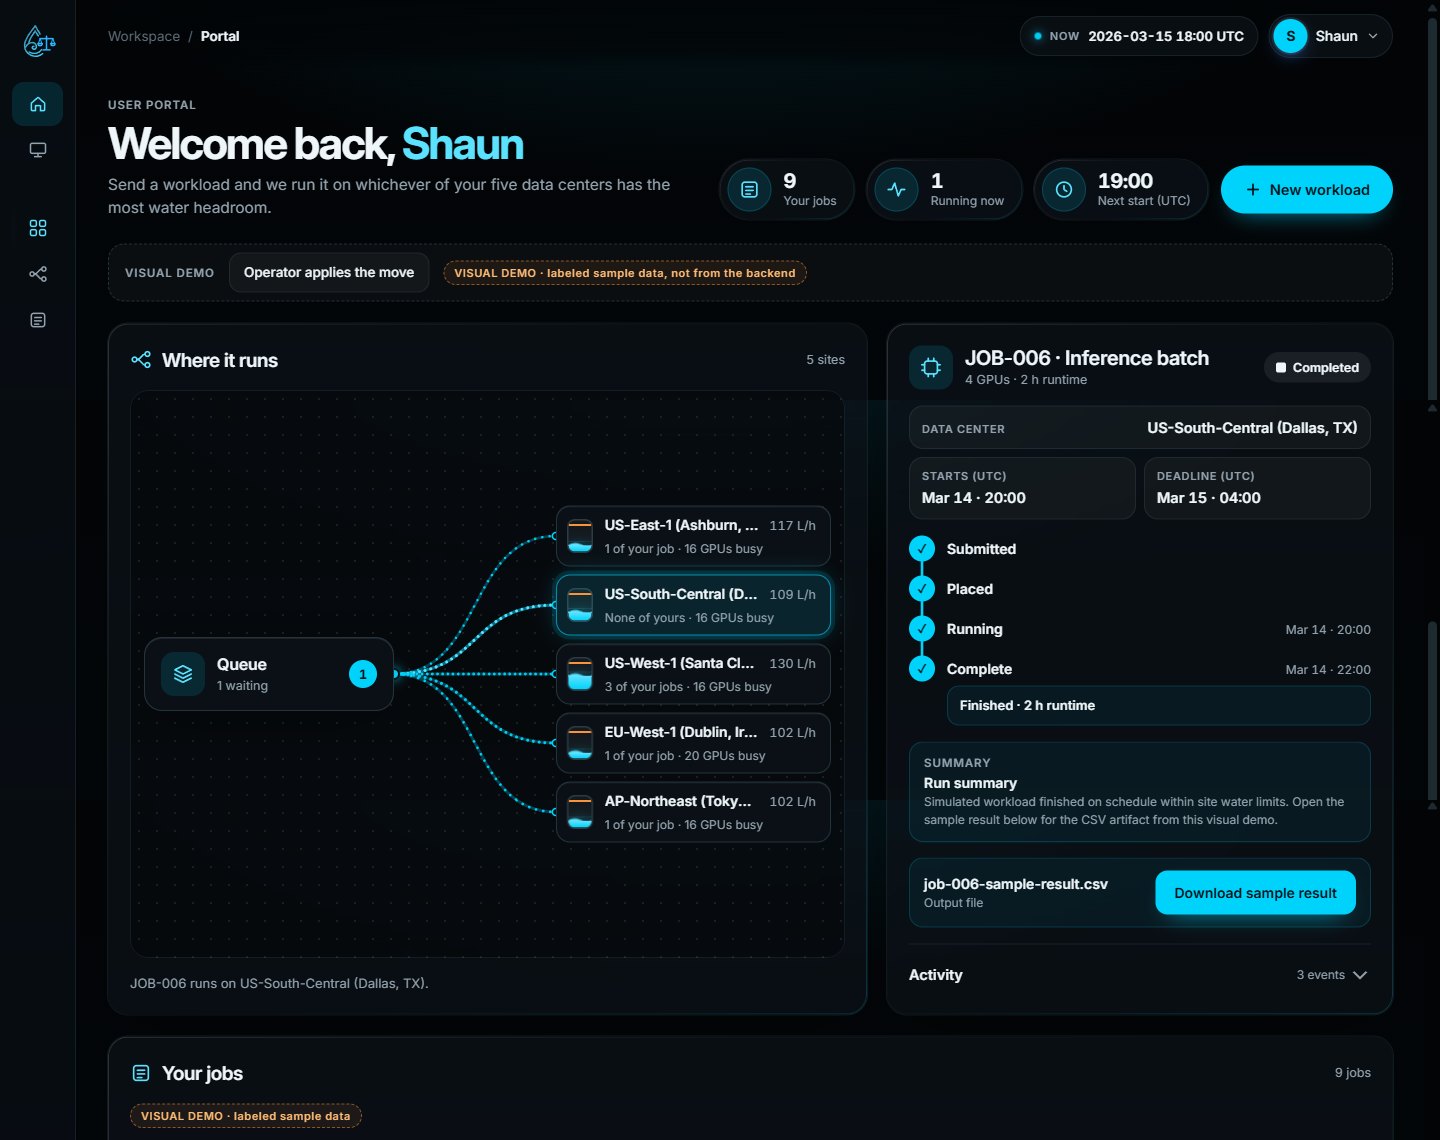 Workspace / Portal
NOW 2026-03-15 18:00 UTC
S Shaun
USER PORTAL
Welcome back, Shaun
Send a workload and we run it on whichever of your five data centers has the
most water headroom.
9
Your jobs
1
Running now
19:00
Next start (UTC)
+ New workload
VISUAL DEMO
Operator applies the move
VISUAL DEMO · labeled sample data, not from the backend
Where it runs
5 sites
Queue
1 waiting
1
US-East-1 (Ashburn, ... 117 L/h
1 of your job · 16 GPUs busy
US-South-Central (D... 109 L/h
None of yours · 16 GPUs busy
US-West-1 (Santa Cl... 130 L/h
3 of your jobs · 16 GPUs busy
EU-West-1 (Dublin, Ir... 102 L/h
1 of your job · 20 GPUs busy
AP-Northeast (Toky... 102 L/h
1 of your job · 16 GPUs busy
JOB-006 runs on US-South-Central (Dallas, TX).
JOB-006 · Inference batch
4 GPUs · 2 h runtime
Completed
DATA CENTER
US-South-Central (Dallas, TX)
STARTS (UTC)
Mar 14 · 20:00
DEADLINE (UTC)
Mar 15 · 04:00
Submitted
Placed
Running Mar 14 · 20:00
Complete Mar 14 · 22:00
Finished · 2 h runtime
SUMMARY
Run summary
Simulated workload finished on schedule within site water limits. Open the
sample result below for the CSV artifact from this visual demo.
job-006-sample-result.csv
Output file
Download sample result
Activity
3 events
Your jobs
9 jobs
VISUAL DEMO · labeled sample data